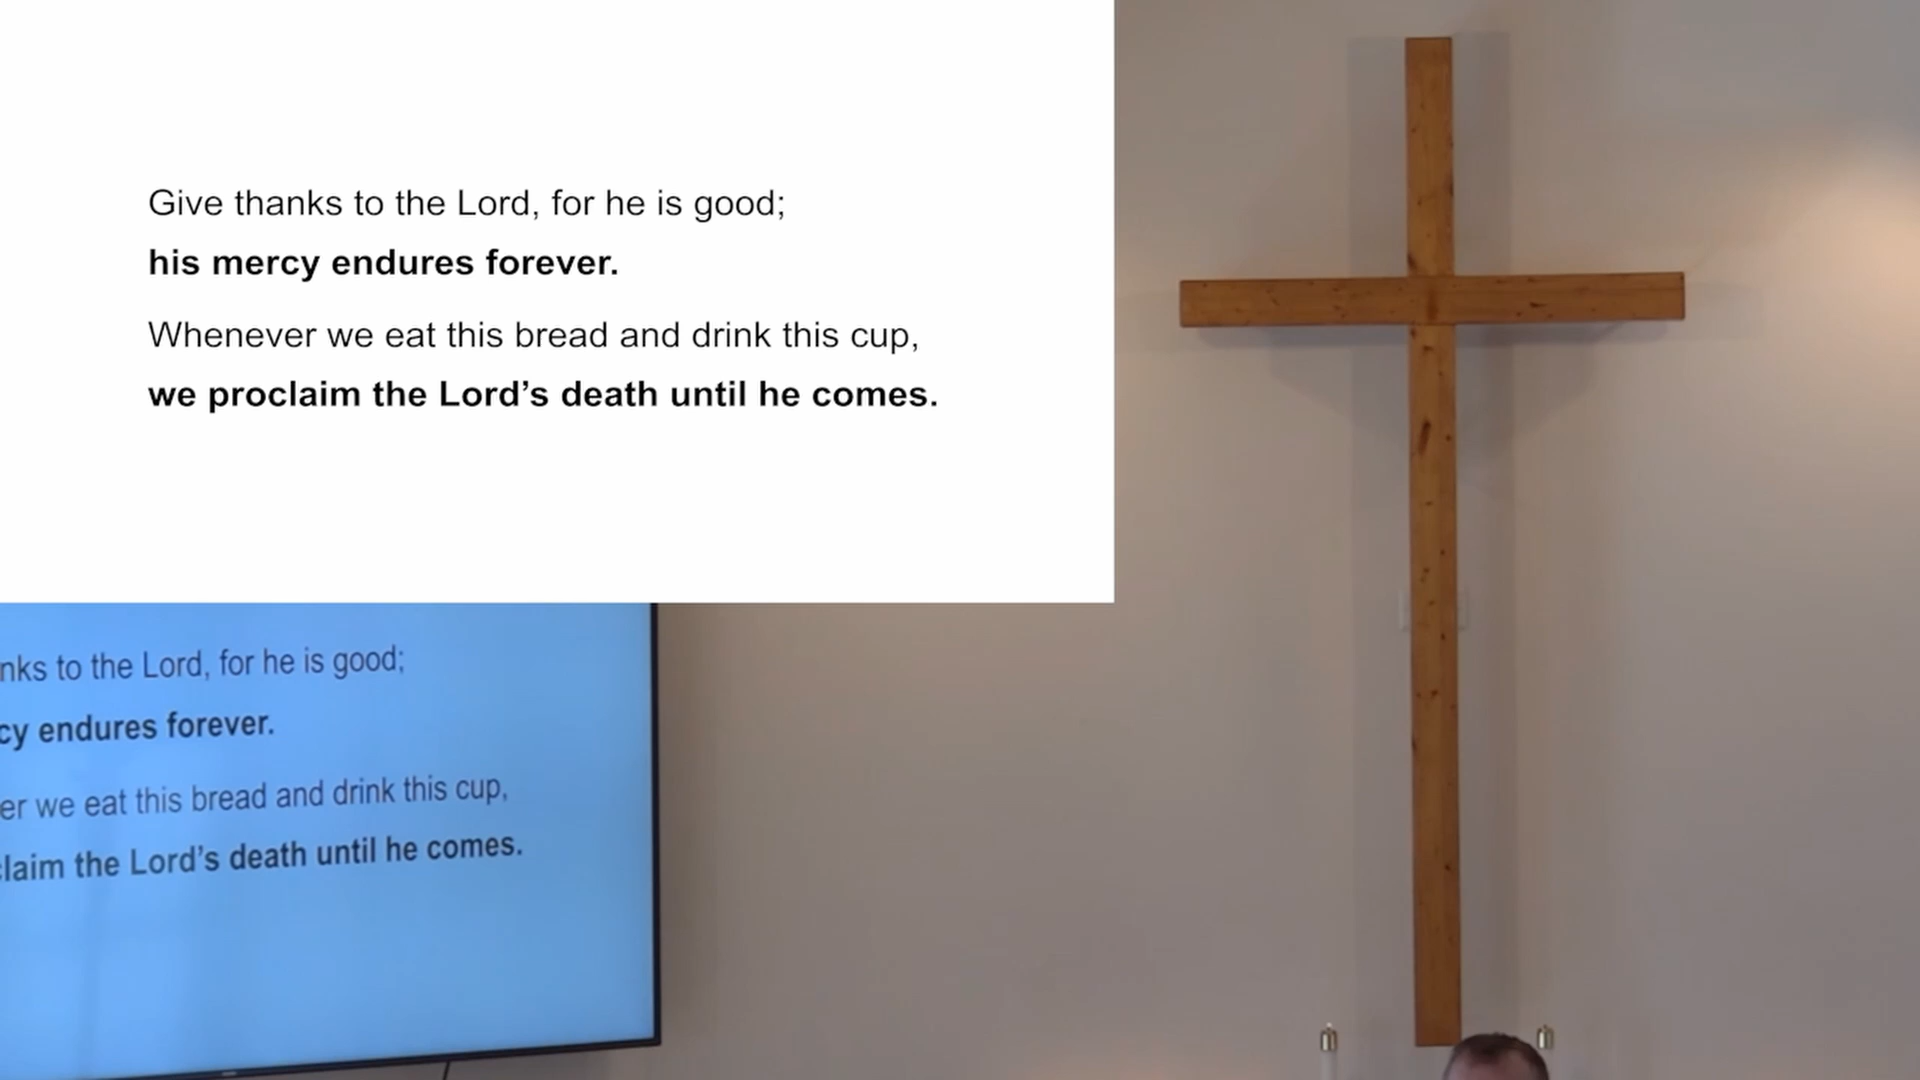 Give thanks to the Lord, for he is good;
his mercy endures forever.
Whenever we eat this bread and drink this cup,
we proclaim the Lord’s death until he comes.
nks to the Lord, for he is good;
cy endures forever.
er we eat this bread and drink this cup,
claim the Lord’s death until he comes.